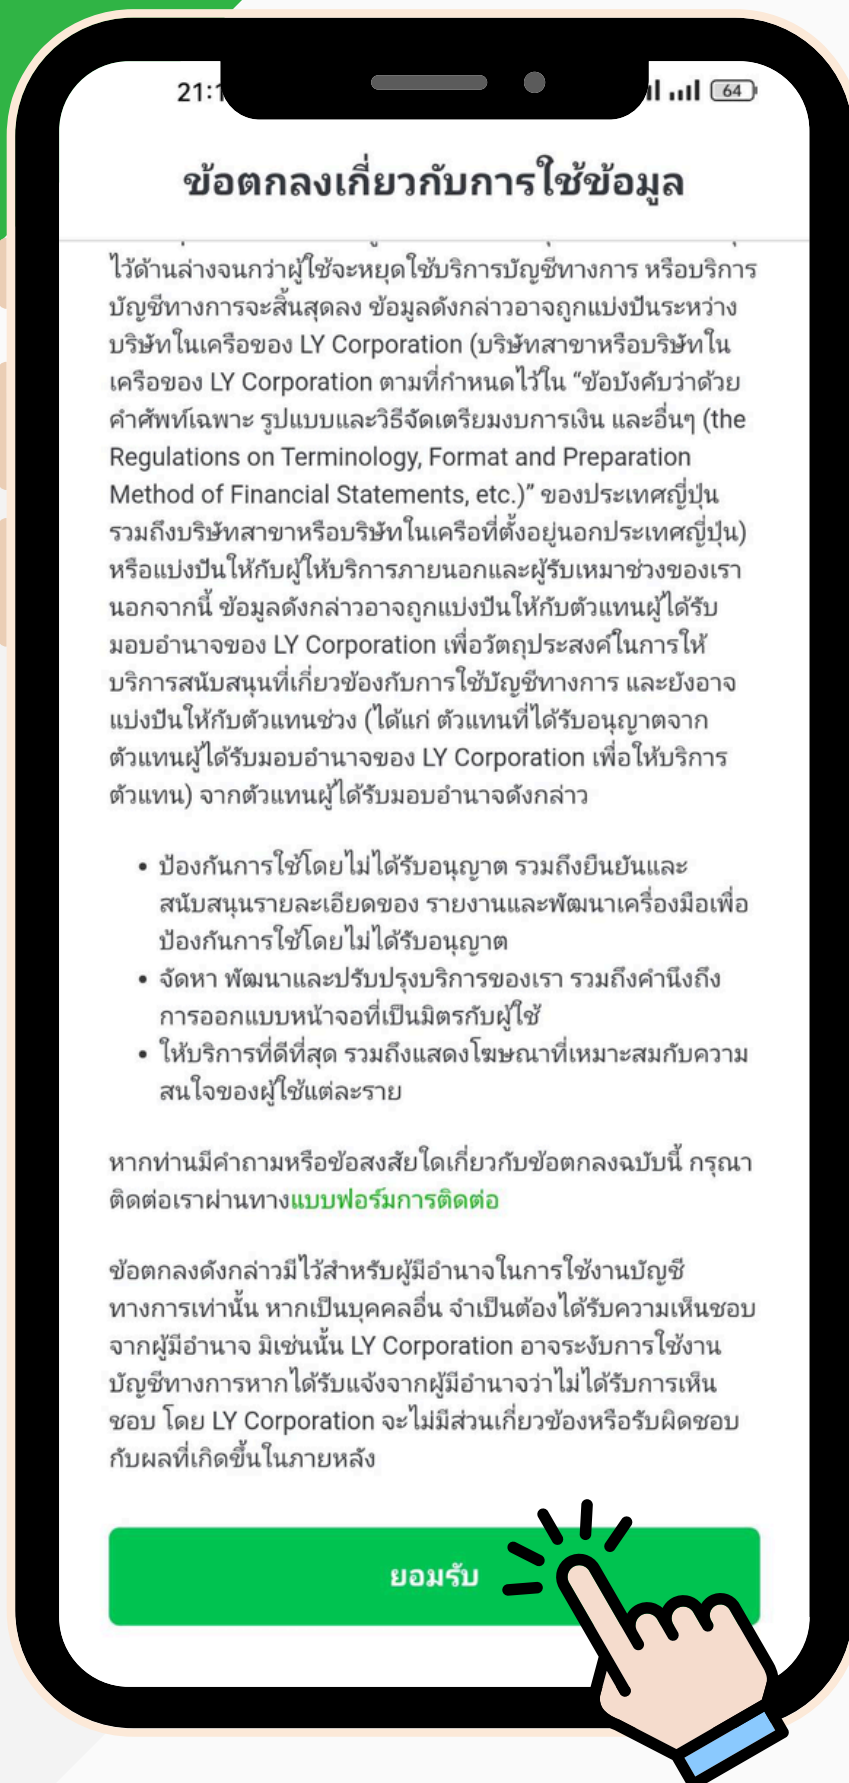 21:1
64
ข้อตกลงเกี่ยวกับการใช้ข้อมูล
ไว้ด้านล่างจนกว่าผู้ใช้จะหยุดใช้บริการบัญชีทางการ หรือบริการ
บัญชีทางการจะสิ้นสุดลง ข้อมูลดังกล่าวอาจถูกแบ่งปันระหว่าง
บริษัทในเครือของ LY Corporation (บริษัทสาขาหรือบริษัทใน
เครือของ LY Corporation ตามที่กำหนดไว้ใน “ข้อบังคับว่าด้วย
คำศัพท์เฉพาะ รูปแบบและวิธีจัดเตรียมงบการเงิน และอื่นๆ (the
Regulations on Terminology, Format and Preparation
Method of Financial Statements, etc.)” ของประเทศญี่ปุ่น
รวมถึงบริษัทสาขาหรือบริษัทในเครือที่ตั้งอยู่นอกประเทศญี่ปุ่น)
หรือแบ่งปันให้กับผู้ให้บริการภายนอกและผู้รับเหมาช่วงของเรา
นอกจากนี้ ข้อมูลดังกล่าวอาจถูกแบ่งปันให้กับตัวแทนผู้ได้รับ
มอบอำนาจของ LY Corporation เพื่อวัตถุประสงค์ในการให้
บริการสนับสนุนที่เกี่ยวข้องกับการใช้บัญชีทางการ และยังอาจ
แบ่งปันให้กับตัวแทนช่วง (ได้แก่ ตัวแทนที่ได้รับอนุญาตจาก
ตัวแทนผู้ได้รับมอบอำนาจของ LY Corporation เพื่อให้บริการ
ตัวแทน) จากตัวแทนผู้ได้รับมอบอำนาจดังกล่าว
• ป้องกันการใช้โดยไม่ได้รับอนุญาต รวมถึงยืนยันและ
สนับสนุนรายละเอียดของ รายงานและพัฒนาเครื่องมือเพื่อ
ป้องกันการใช้โดยไม่ได้รับอนุญาต
• จัดหา พัฒนาและปรับปรุงบริการของเรา รวมถึงคำนึงถึง
การออกแบบหน้าจอที่เป็นมิตรกับผู้ใช้
• ให้บริการที่ดีที่สุด รวมถึงแสดงโฆษณาที่เหมาะสมกับความ
สนใจของผู้ใช้แต่ละราย
หากท่านมีคำถามหรือข้อสงสัยใดเกี่ยวกับข้อตกลงฉบับนี้ กรุณา
ติดต่อเราผ่านทางแบบฟอร์มการติดต่อ
ข้อตกลงดังกล่าวมีไว้สำหรับผู้มีอำนาจในการใช้งานบัญชี
ทางการเท่านั้น หากเป็นบุคคลอื่น จำเป็นต้องได้รับความเห็นชอบ
จากผู้มีอำนาจ มิเช่นนั้น LY Corporation อาจระงับการใช้งาน
บัญชีทางการหากได้รับแจ้งจากผู้มีอำนาจว่าไม่ได้รับการเห็น
ชอบ โดย LY Corporation จะไม่มีส่วนเกี่ยวข้องหรือรับผิดชอบ
กับผลที่เกิดขึ้นในภายหลัง
ยอมรับ